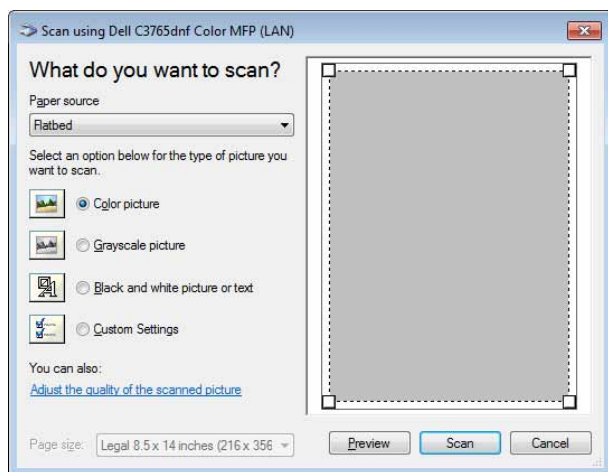 Scan using Dell C3765dnf Color MFP (LAN)
What do you want to scan?
Paper source
Flatbed
Select an option below for the type of picture you
want to scan.
Color picture
Grayscale picture
Black and white picture or text
Custom Settings
You can also:
Adjust the quality of the scanned picture
Page size: Legal 8.5 x 14 inches (216 x 356
Preview Scan Cancel